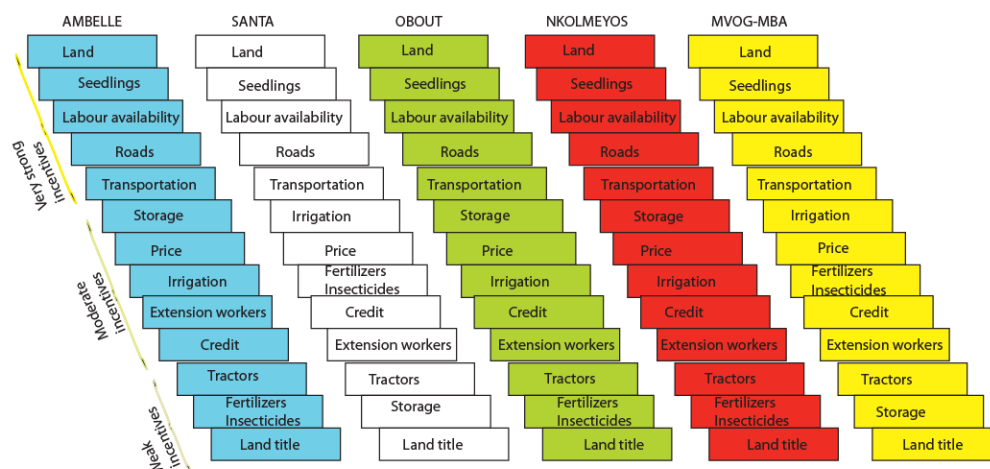 AMBELLE
SANTA
OBOUT
NKOLMEYOS
MVOG-MBA
Land
Land
Land
Land
Land
Seedlings
Seedlings
Seedlings
Seedlings
Seedlings
Labour availability
Labour availability
Labour availability
Labour availability
Labour availability
Roads
Roads
Roads
Roads
Roads
Transportation
Transportation
Transportation
Transportation
Transportation
Storage
Irrigation
Storage
Storage
Irrigation
Price
Price
Price
Price
Price
Irrigation
Fertilizers
Insecticides
Irrigation
Irrigation
Fertilizers
Insecticides
Extension workers
Credit
Credit
Credit
Credit
Credit
Extension workers
Extension workers
Extension workers
Extension workers
Tractors
Tractors
Tractors
Tractors
Tractors
Fertilizers
Insecticides
Storage
Fertilizers
Insecticides
Fertilizers
Insecticides
Storage
Land title
Land title
Land title
Land title
Land title
Very strong
incentives
Moderate
incentives
Weak
incentives